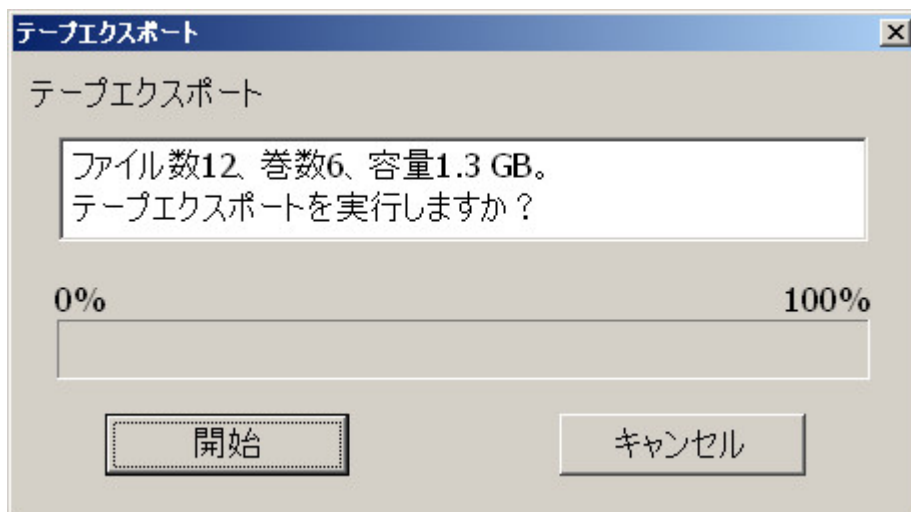 テープエクスポート
テープエクスポート
ファイル数12、巻数6、容量1.3 GB。
テープエクスポートを実行しますか？
0% 100%
開始 キャンセル